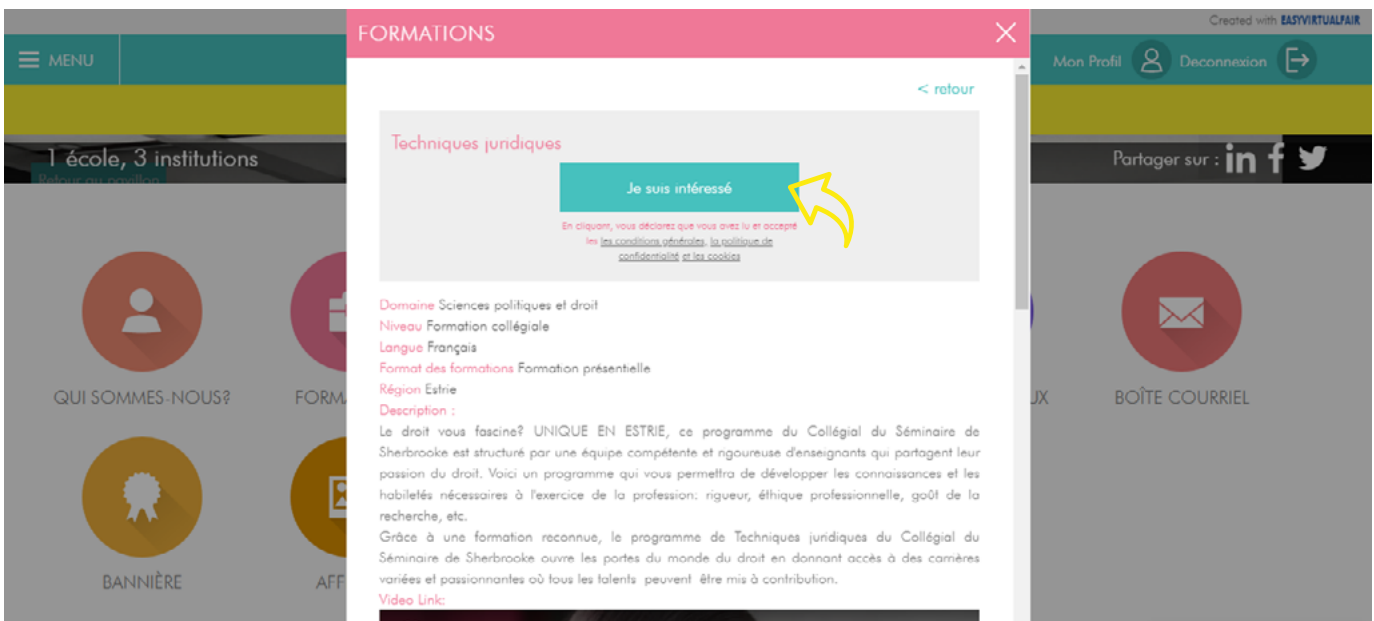 Created with EASYVIRTUALFAIR
FORMATIONS
MENU
Mon Profil
Deconnexion
< retour
Techniques juridiques
1 école, 3 institutions
Partager sur :
Retour au pavillon
Je suis intéressé
En cliquant, vous déclarez que vous avez lu et accepté
les les conditions générales, la politique de
confidentialité et les cookies
Domaine Sciences politiques et droit
Niveau Formation collégiale
Langue Français
Format des formations Formation présentielle
Région Estrie
QUI SOMMES-NOUS?
FORMA
UX
BOÎTE COURRIEL
Description :
Le droit vous fascine? UNIQUE EN ESTRIE, ce programme du Collégial du Séminaire de
Sherbrooke est structuré par une équipe compétente et rigoureuse d'enseignants qui partagent leur
passion du droit. Voici un programme qui vous permettra de développer les connaissances et les
habiletés nécessaires à l'exercice de la profession: rigueur, éthique professionnelle, goût de la
recherche, etc.
Grâce à une formation reconnue, le programme de Techniques juridiques du Collégial du
Séminaire de Sherbrooke ouvre les portes du monde du droit en donnant accès à des carrières
variées et passionnantes où tous les talents peuvent être mis à contribution.
BANNIÈRE
AFF
Video Link: